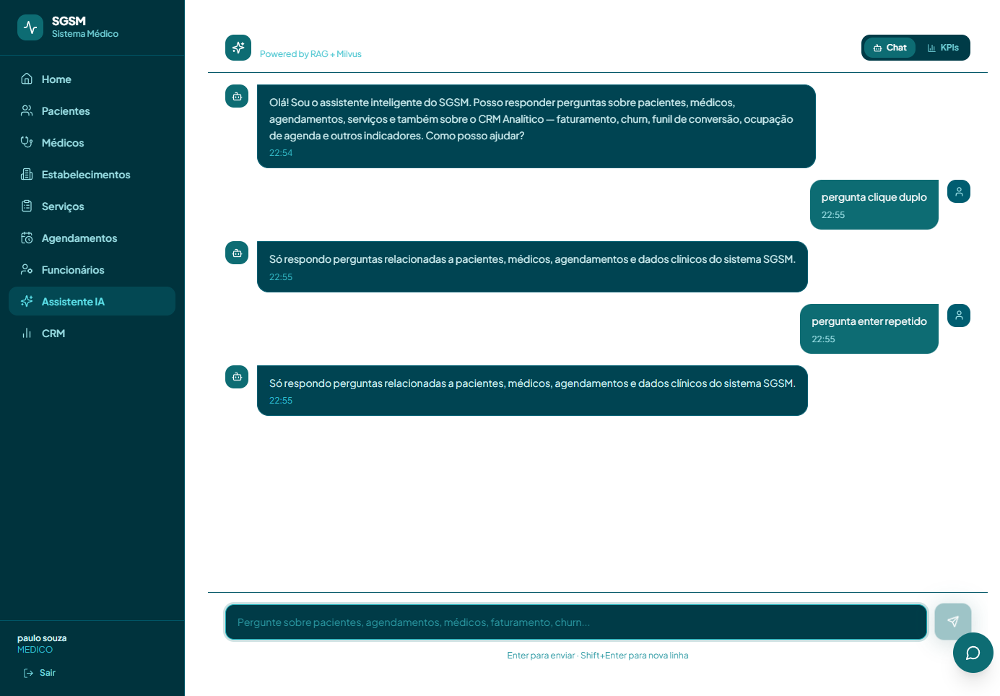 SGSM
Sistema Médico
Home
Pacientes
Médicos
Estabelecimentos
Serviços
Agendamentos
Funcionários
Assistente IA
CRM
paulo souza
MEDICO
Sair
Powered by RAG + Milvus
Chat
KPIs
Olá! Sou o assistente inteligente do SGSM. Posso responder perguntas sobre pacientes, médicos,
agendamentos, serviços e também sobre o CRM Analítico — faturamento, churn, funil de conversão, ocupação
de agenda e outros indicadores. Como posso ajudar?
22:54
pergunta clique duplo
22:55
Só respondo perguntas relacionadas a pacientes, médicos, agendamentos e dados clínicos do sistema SGSM.
22:55
pergunta enter repetido
22:55
Só respondo perguntas relacionadas a pacientes, médicos, agendamentos e dados clínicos do sistema SGSM.
22:55
Pergunte sobre pacientes, agendamentos, médicos, faturamento, churn...
Enter para enviar · Shift+Enter para nova linha